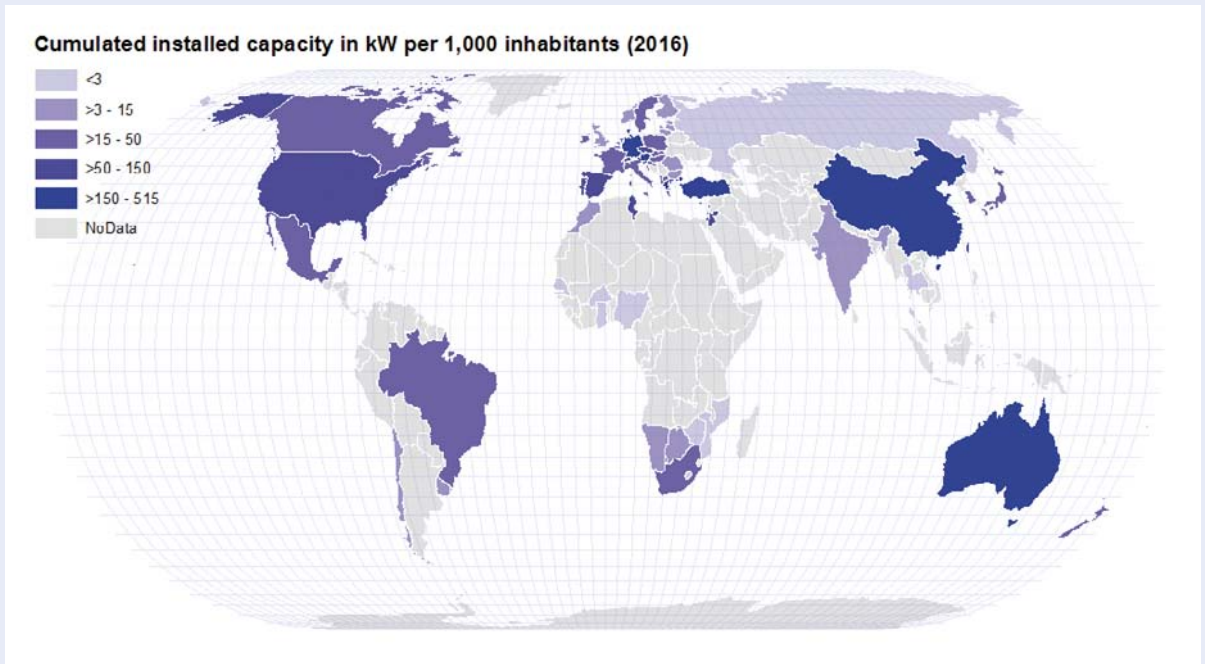 Cumulated installed capacity in kW per 1,000 inhabitants (2016)
<3
>3 - 15
>15 - 50
>50 - 150
>150 - 515
NoData